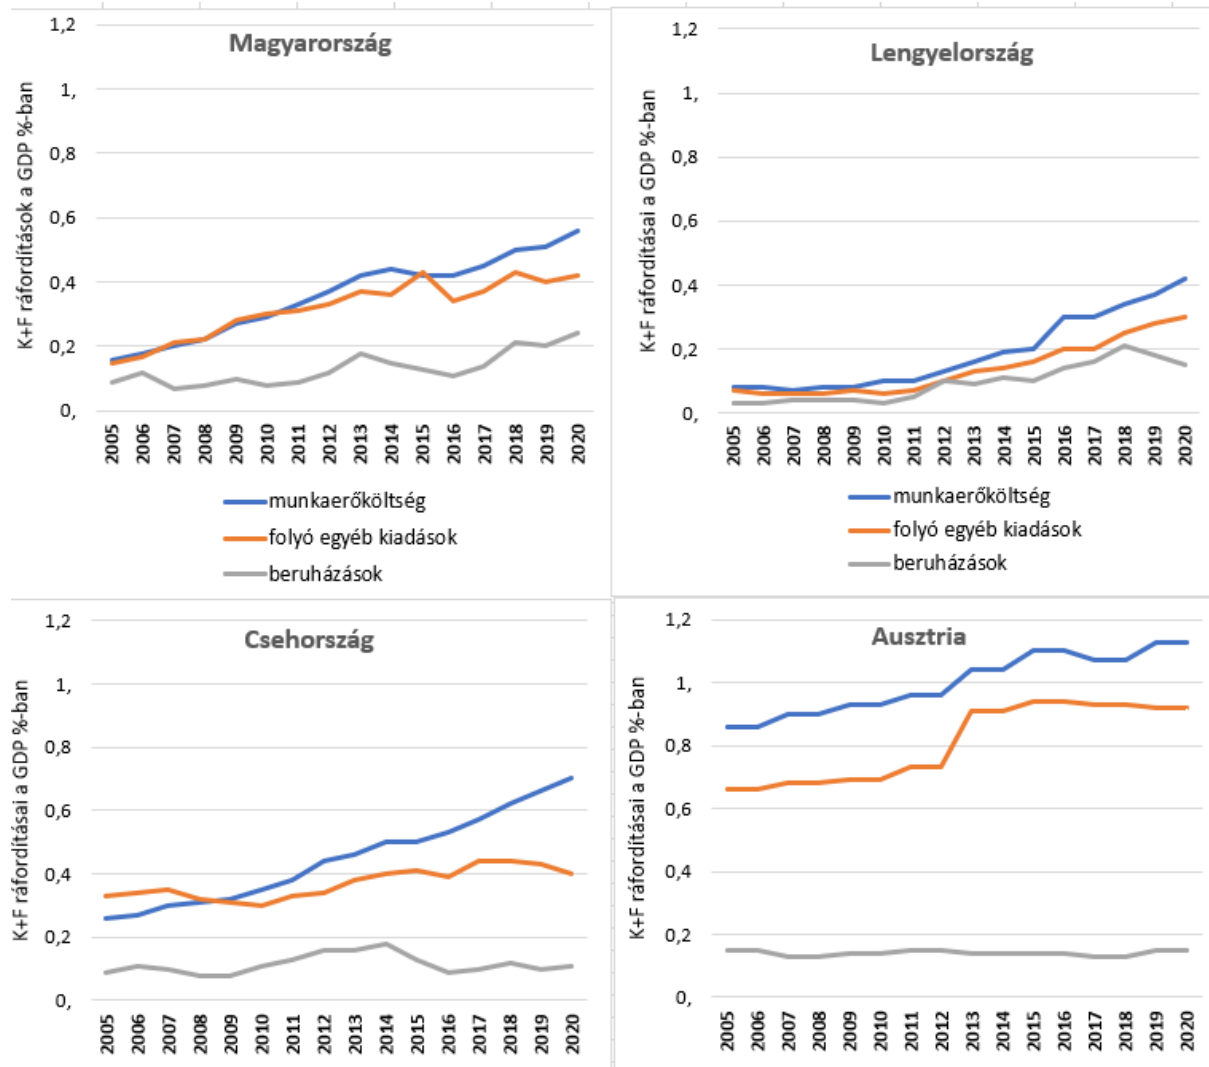 Magyarország
K+F ráfordítások a GDP %-ban
1,2
1,
0,8
0,6
0,4
0,2
0,
2005 2006 2007 2008 2009 2010 2011 2012 2013 2014 2015 2016 2017 2018 2019 2020
munkaerőköltség
folyó egyéb kiadások
beruházások
Lengyelország
K+F ráfordításai a GDP %-ban
1,2
1,
0,8
0,6
0,4
0,2
0,
2005 2006 2007 2008 2009 2010 2011 2012 2013 2014 2015 2016 2017 2018 2019 2020
munkaerőköltség
folyó egyéb kiadások
beruházások
Csehország
K+F ráfordításai a GDP %-ban
1,2
1,
0,8
0,6
0,4
0,2
0,
2005 2006 2007 2008 2009 2010 2011 2012 2013 2014 2015 2016 2017 2018 2019 2020
Ausztria
K+F ráfordításai a GDP %-ban
1,2
1,
0,8
0,6
0,4
0,2
0,
2005 2006 2007 2008 2009 2010 2011 2012 2013 2014 2015 2016 2017 2018 2019 2020